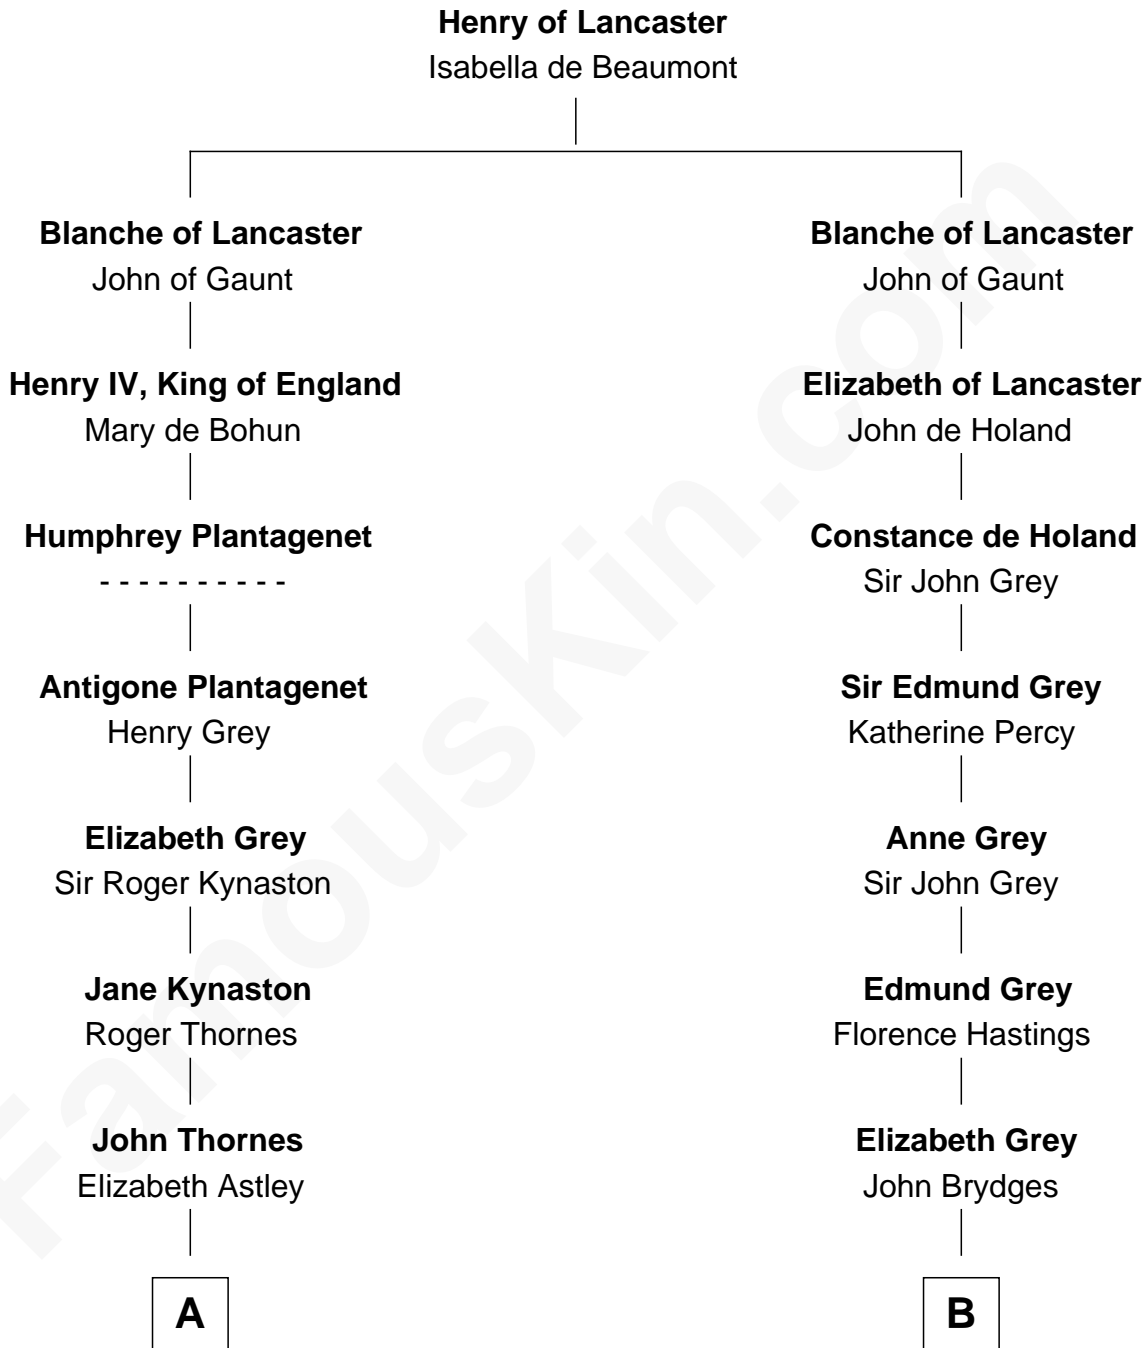 Henry of Lancaster
Isabella de Beaumont
Blanche of Lancaster
John of Gaunt
Blanche of Lancaster
John of Gaunt
Henry IV, King of England
Mary de Bohun
Elizabeth of Lancaster
John de Holand
Humphrey Plantagenet
- - - - - - - - - -
Constance de Holand
Sir John Grey
Antigone Plantagenet
Henry Grey
Sir Edmund Grey
Katherine Percy
Elizabeth Grey
Sir Roger Kynaston
Anne Grey
Sir John Grey
Jane Kynaston
Roger Thornes
Edmund Grey
Florence Hastings
John Thornes
Elizabeth Astley
Elizabeth Grey
John Brydges
A
B
FamousKin.com